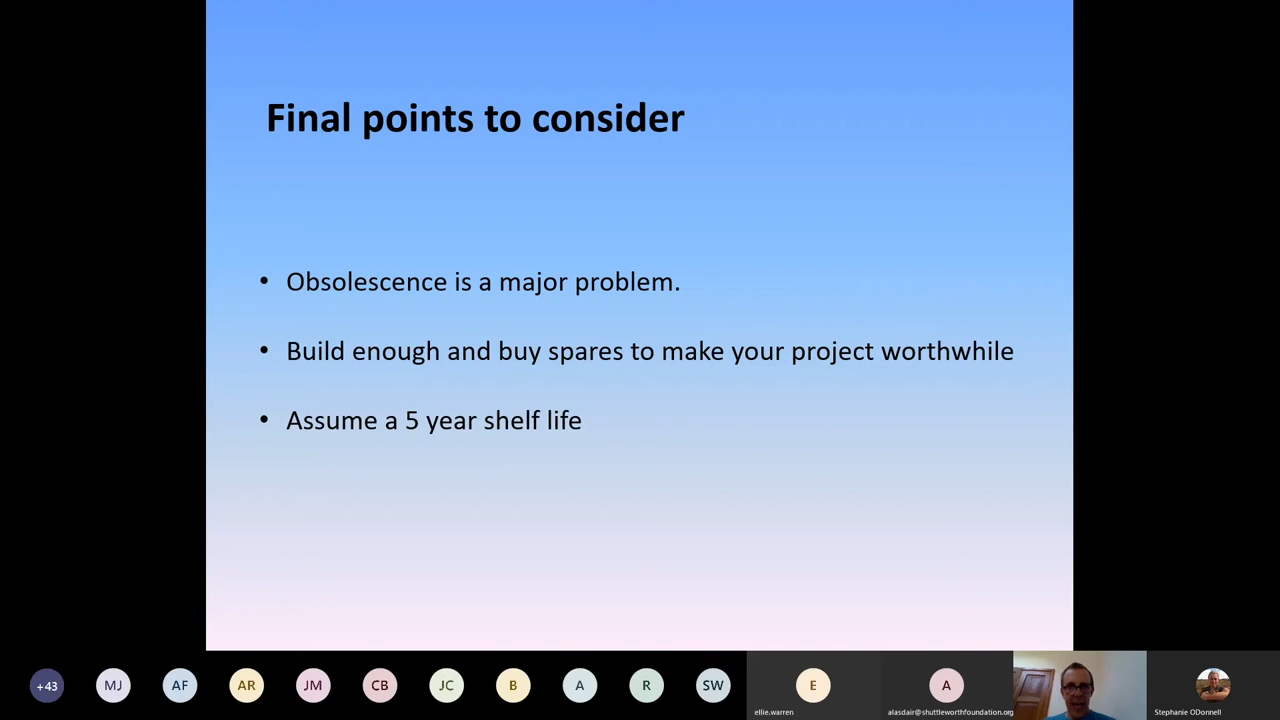 Final points to consider
• Obsolescence is a major problem.
• Build enough and buy spares to make your project worthwhile
• Assume a 5 year shelf life
+43 MJ AF AR JM CB JC B A R SW E A
ellie.warren alasdair@shuttleworthfoundation.org Stephanie ODonnell